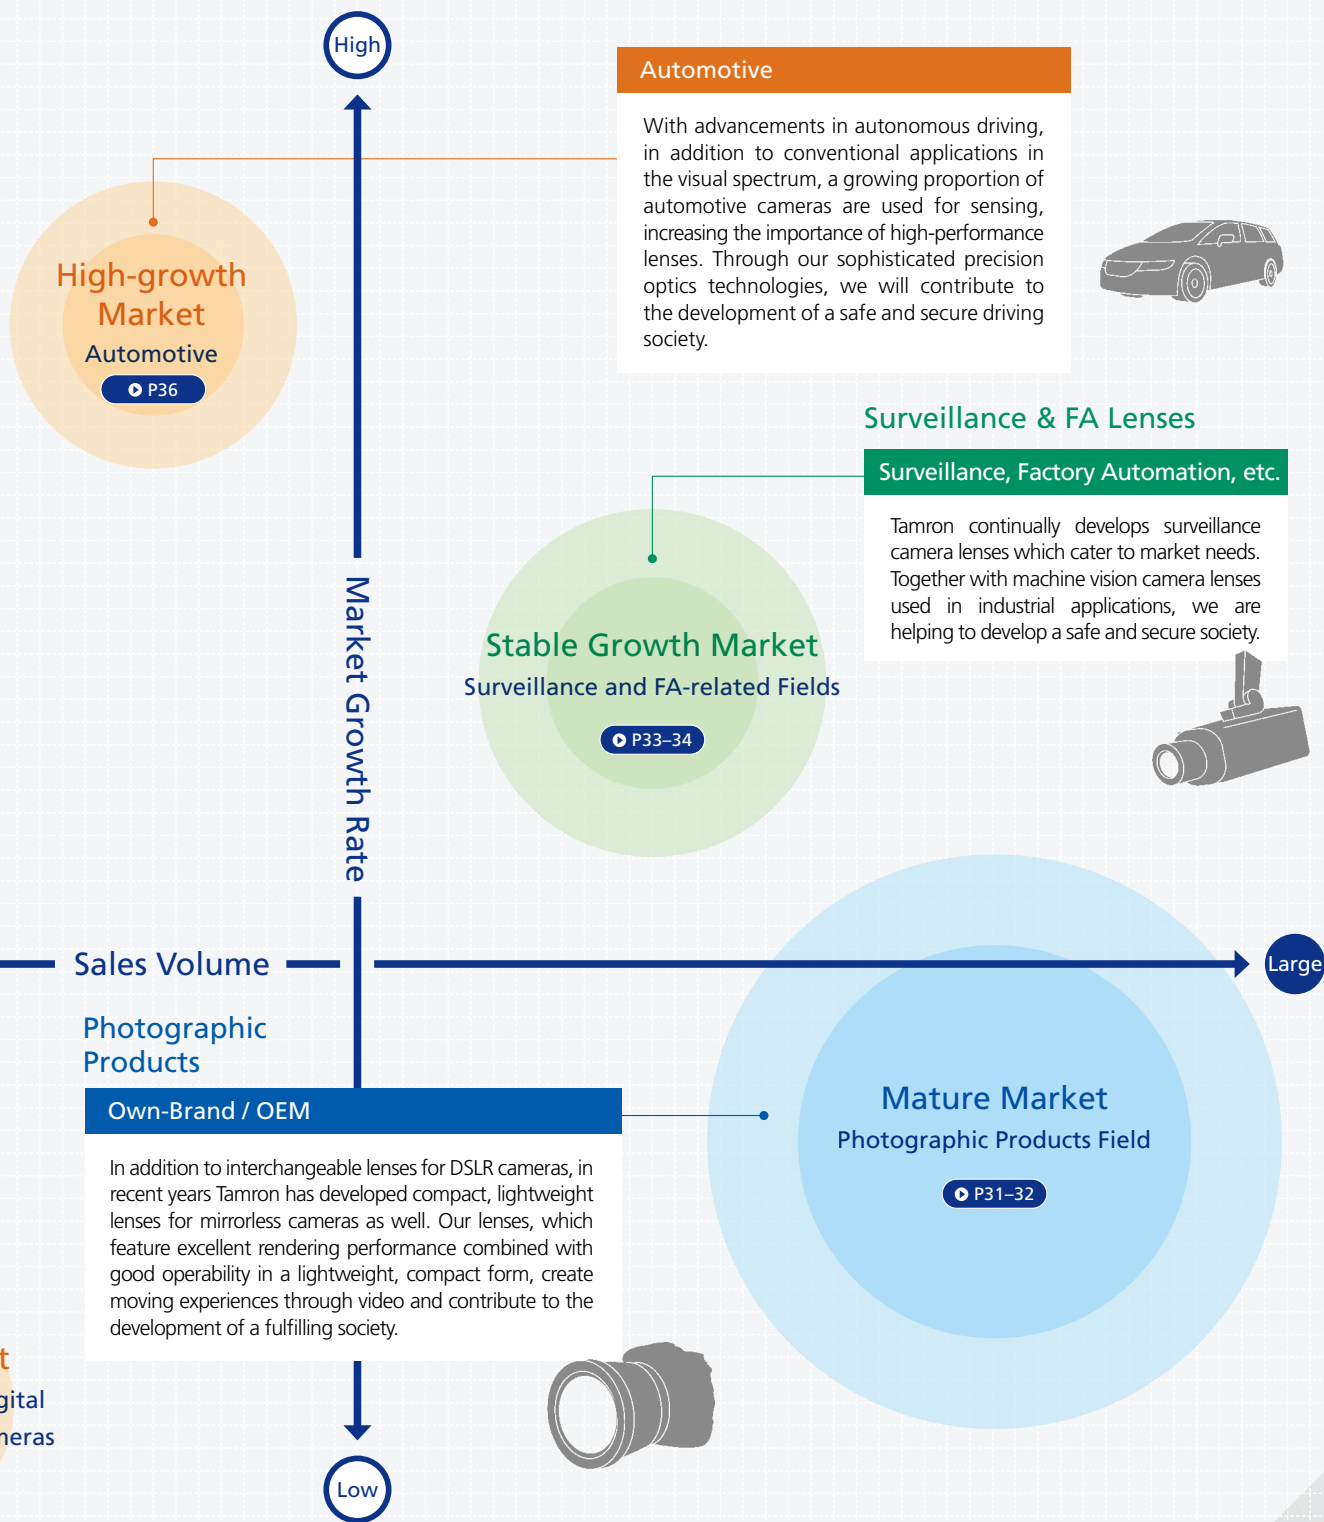 High
Automotive
With advancements in autonomous driving,
in addition to conventional applications in
the visual spectrum, a growing proportion of
automotive cameras are used for sensing,
increasing the importance of high-performance
lenses. Through our sophisticated precision
optics technologies, we will contribute to
the development of a safe and secure driving
society.
High-growth
Market
Automotive
P36
Surveillance & FA Lenses
Surveillance, Factory Automation, etc.
Tamron continually develops surveillance
camera lenses which cater to market needs.
Together with machine vision camera lenses
used in industrial applications, we are
helping to develop a safe and secure society.
Market Growth Rate
Stable Growth Market
Surveillance and FA-related Fields
P33–34
Sales Volume
Large
Photographic
Products
Own-Brand / OEM
In addition to interchangeable lenses for DSLR cameras, in
recent years Tamron has developed compact, lightweight
lenses for mirrorless cameras as well. Our lenses, which
feature excellent rendering performance combined with
good operability in a lightweight, compact form, create
moving experiences through video and contribute to the
development of a fulfilling society.
Mature Market
Photographic Products Field
P31–32
t
gital
neras
Low